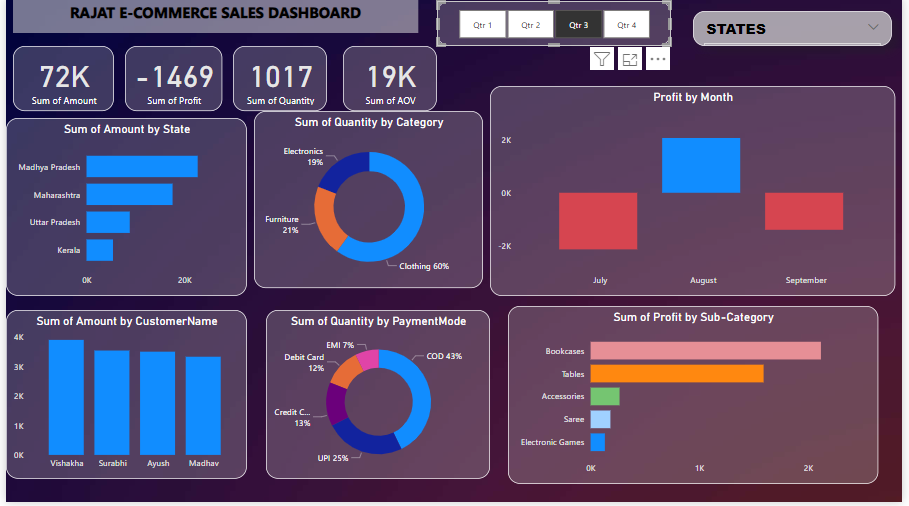 RAJAT E-COMMERCE SALES DASHBOARD
Qtr 1
Qtr 2
Qtr 3
Qtr 4
STATES
72K
Sum of Amount
-1469
Sum of Profit
1017
Sum of Quantity
19K
Sum of AOV
Sum of Amount by State
Madhya Pradesh
Maharashtra
Uttar Pradesh
Kerala
0K
20K
Sum of Quantity by Category
Electronics
19%
Furniture
21%
Clothing 60%
Profit by Month
2K
0K
-2K
July
August
September
Sum of Amount by CustomerName
4K
3K
2K
1K
0K
Vishakha
Surabhi
Ayush
Madhav
Sum of Quantity by PaymentMode
EMI 7%
Debit Card
12%
Credit C...
13%
UPI 25%
COD 43%
Sum of Profit by Sub-Category
Bookcases
Tables
Accessories
Saree
Electronic Games
0K
1K
2K